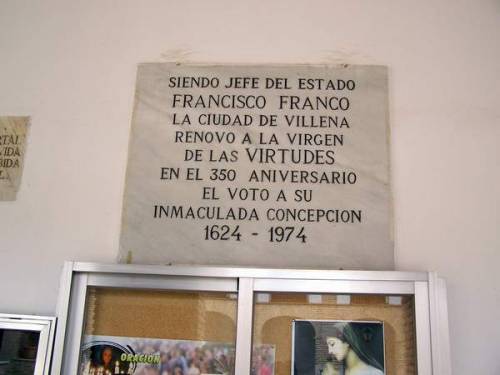 SIENDO JEFE DEL ESTADO
FRANCISCO FRANCO
LA CIUDAD DE VILLENA
RENOVO A LA VIRGEN
DE LAS VIRTUDES
EN EL 350 ANIVERSARIO
EL VOTO A SU
INMACULADA CONCEPCION
1624 - 1974
ORACION